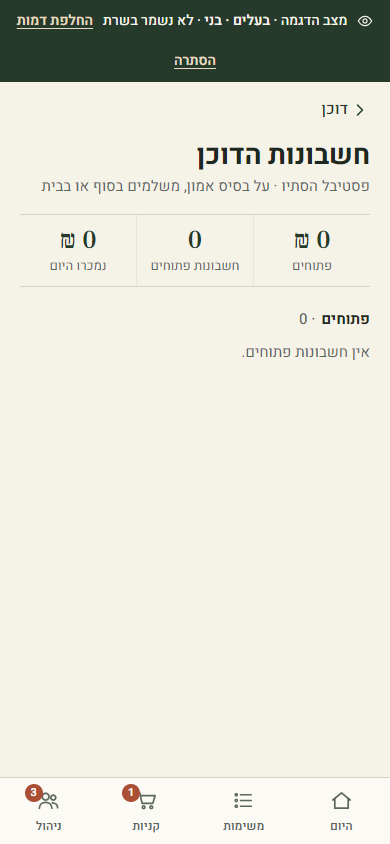 מצב הדגמה · בעלים · בני · לא נשמר בשרת החלפת דמות
הסתרה
דוכן
חשבונות הדוכן
פסטיבל הסתיו · על בסיס אמון, משלמים בסוף או בבית
0 ₪ 0 0 ₪
פתוחים חשבונות פתוחים נמכרו היום
פתוחים · 0
אין חשבונות פתוחים.
1 3
היום משימות קניות ניהול